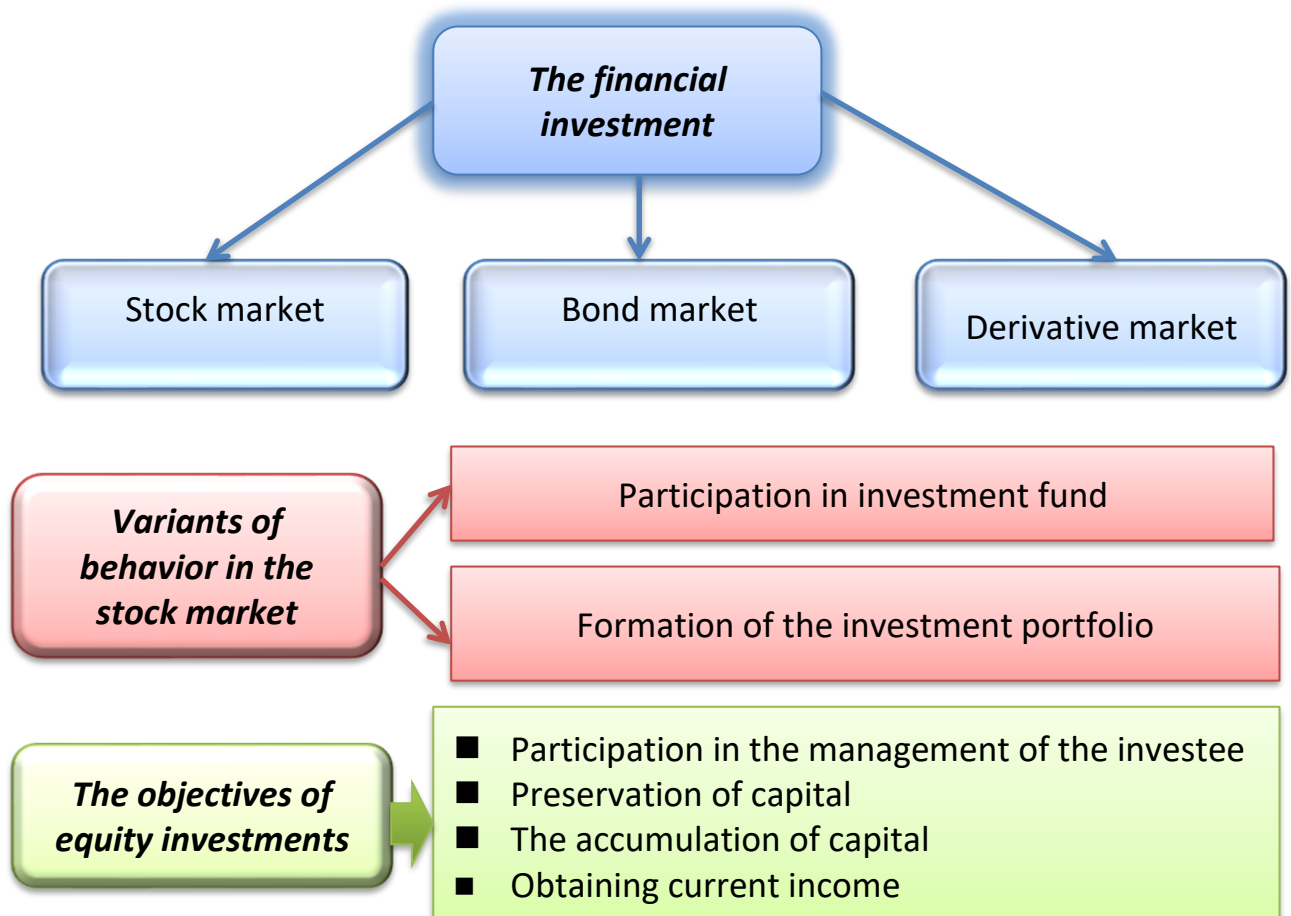 The financial
investment
Stock market
Bond market
Derivative market
Variants of
behavior in the
stock market
Participation in investment fund
Formation of the investment portfolio
The objectives of
equity investments
■ Participation in the management of the investee
■ Preservation of capital
■ The accumulation of capital
■ Obtaining current income